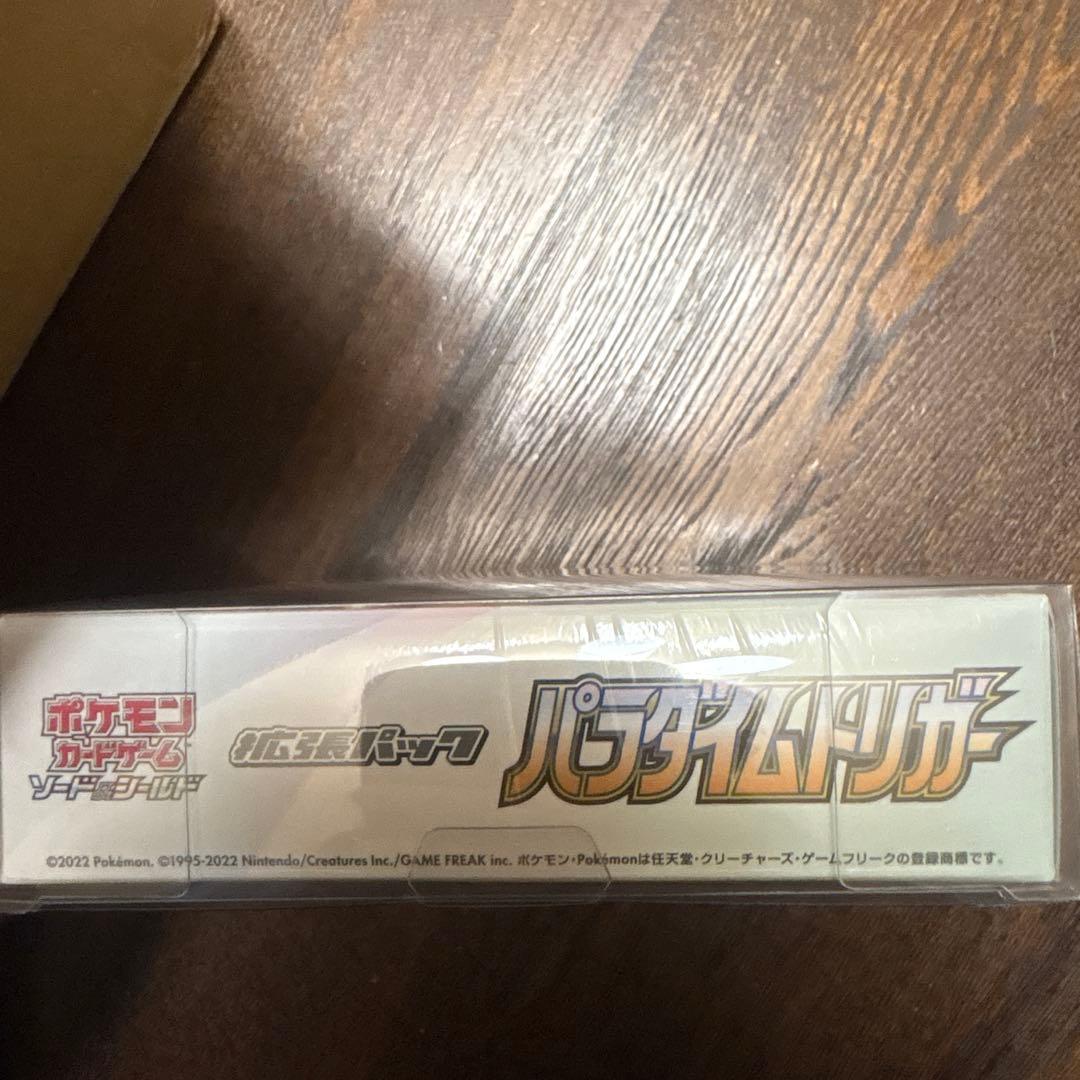 ポケモン
カードゲーム
ソード&シールド
拡張パック
パラダイムトリガー
©2022 Pokémon. ©1995-2022 Nintendo/Creatures Inc./GAME FREAK inc. ポケモン・Pokémonは任天堂・クリーチャーズ・ゲームフリークの登録商標です。